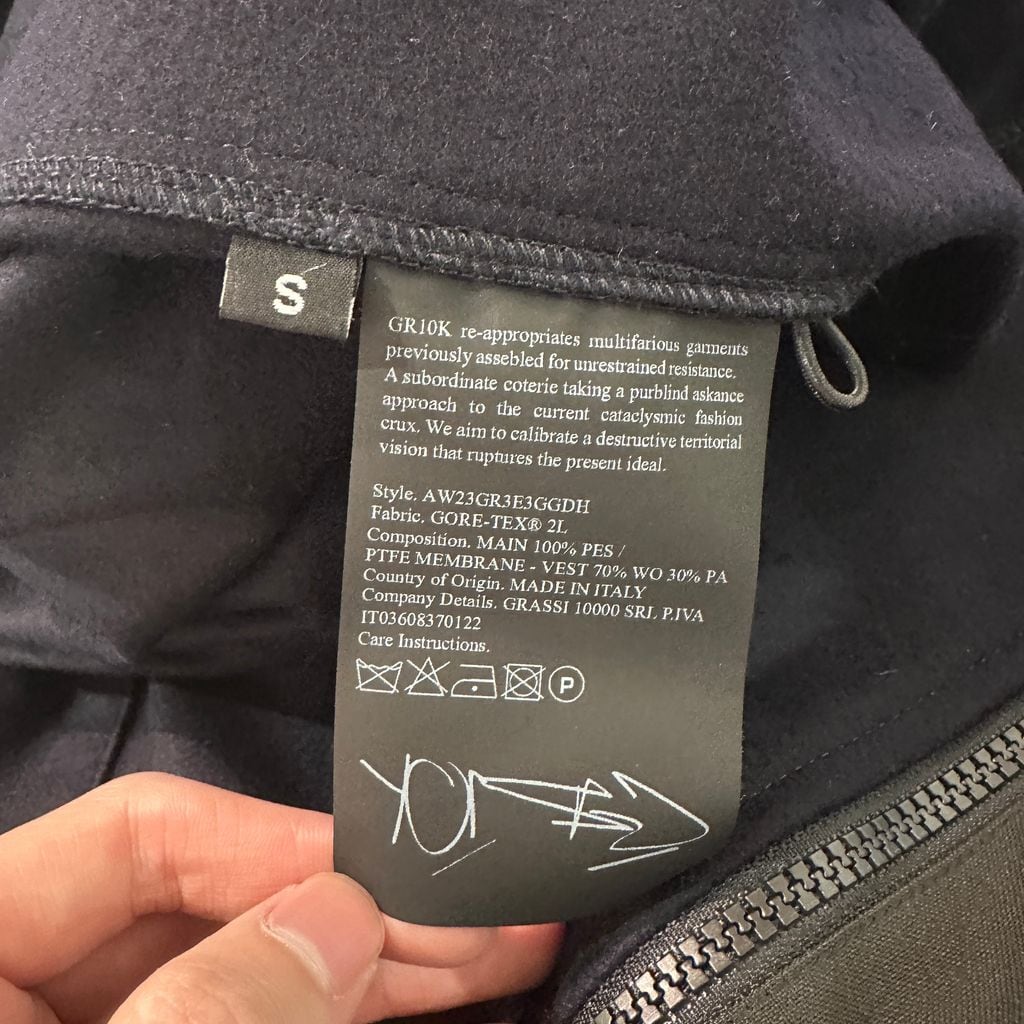 S
GR10K re-appropriates multifarious garments
previously assebled for unrestrained resistance.
A subordinate coterie taking a purblind askance
approach to the current cataclysmic fashion
crux. We aim to calibrate a destructive territorial
vision that ruptures the present ideal.
Style. AW23GR3E3GGDH
Fabric. GORE-TEX® 2L
Composition. MAIN 100% PES /
PTFE MEMBRANE - VEST 70% WO 30% PA
Country of Origin. MADE IN ITALY
Company Details. GRASSI 10000 SRL P.IVA
IT03608370122
Care Instructions.
P